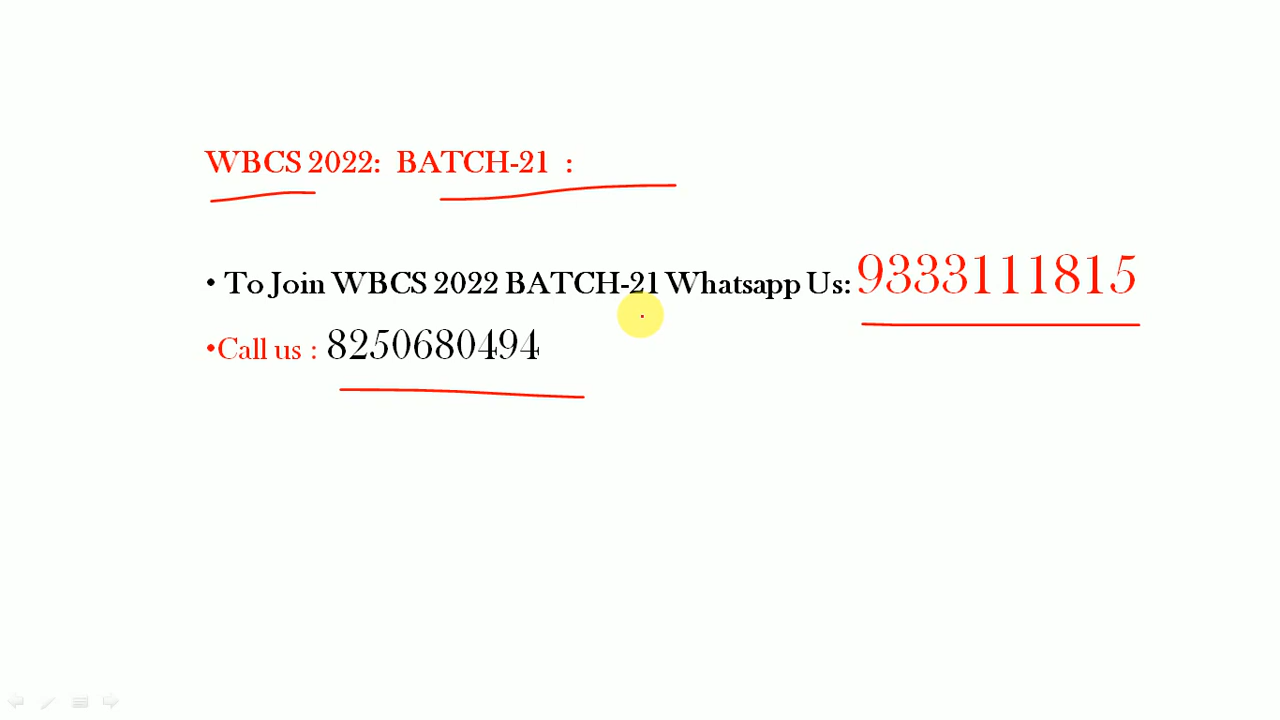 WBCS 2022: BATCH-21 :
• To Join WBCS 2022 BATCH-21 Whatsapp Us: 9333111815
•Call us : 8250680494